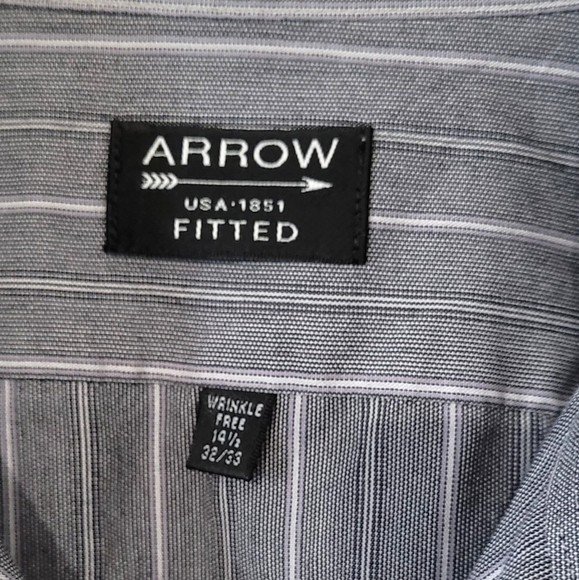 ARROW
USA·1851
FITTED
WRINKLE
FREE
14½
32/33